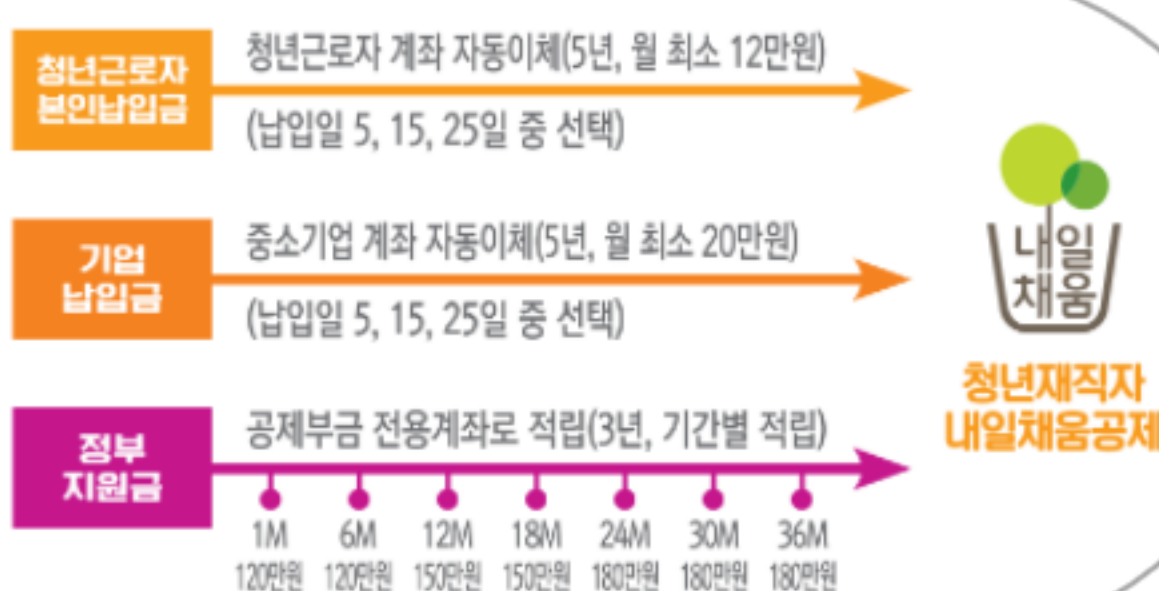 청년근로자
본인납입금
청년근로자 계좌 자동이체(5년, 월 최소 12만원)
(납입일 5, 15, 25일 중 선택)
기업
납입금
중소기업 계좌 자동이체(5년, 월 최소 20만원)
(납입일 5, 15, 25일 중 선택)
정부
지원금
공제부금 전용계좌로 적립(3년, 기간별 적립)
1M 6M 12M 18M 24M 30M 36M
120만원 120만원 150만원 150만원 180만원 180만원 180만원
내일
채움
청년재직자
내일채움공제